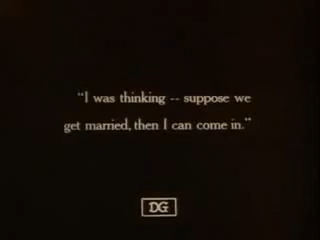 "I was thinking -- suppose we
get married, then I can come in."
DG